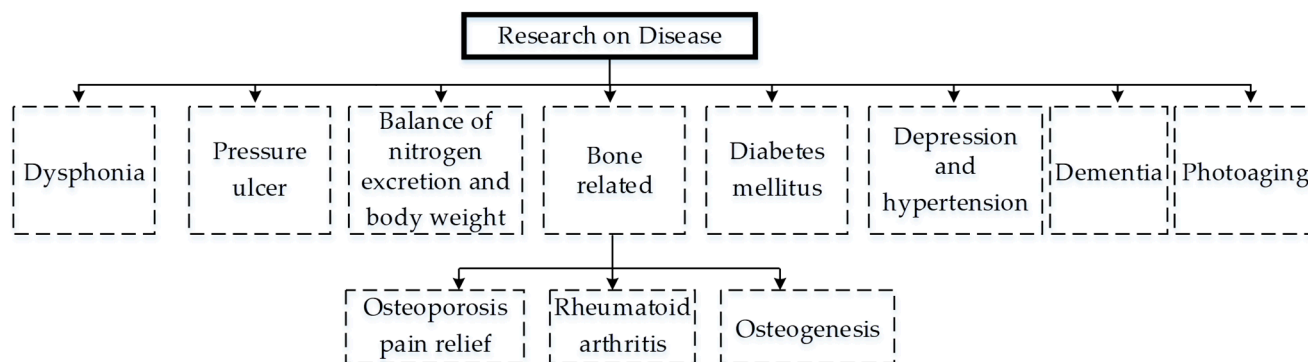 Research on Disease
Dysphonia
Pressure
ulcer
Balance of
nitrogen
excretion and
body weight
Bone
related
Diabetes
mellitus
Depression
and
hypertension
Dementia
Photoaging
Osteoporosis
pain relief
Rheumatoid
arthritis
Osteogenesis